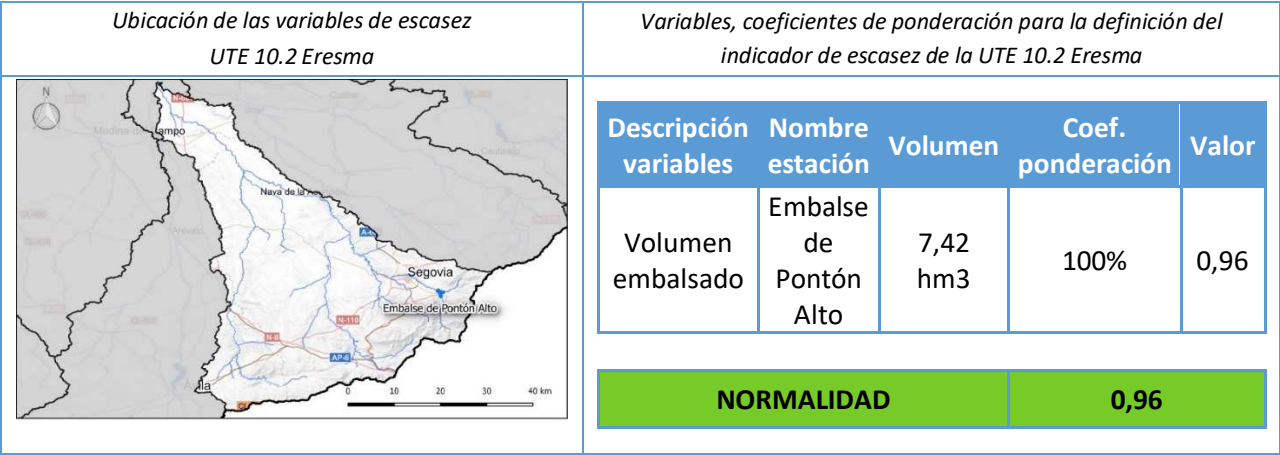 Ubicación de las variables de escasez
UTE 10.2 Eresma
Variables, coeficientes de ponderación para la definición del
indicador de escasez de la UTE 10.2 Eresma
N
Medina del Campo
Nava de la
Segovia
Embalse de Pontón Alto
N-110
N-6
AP-6
0 10 20 30 40 km
Descripción variables
Nombre estación
Volumen
Coef. ponderación
Valor
Volumen embalsado
Embalse de Pontón Alto
7,42 hm3
100%
0,96
NORMALIDAD
0,96